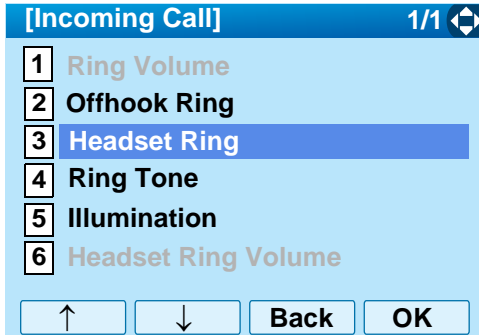 [Incoming Call] 1/1
1 Ring Volume
2 Offhook Ring
3 Headset Ring
4 Ring Tone
5 Illumination
6 Headset Ring Volume
↑ ↓ Back OK